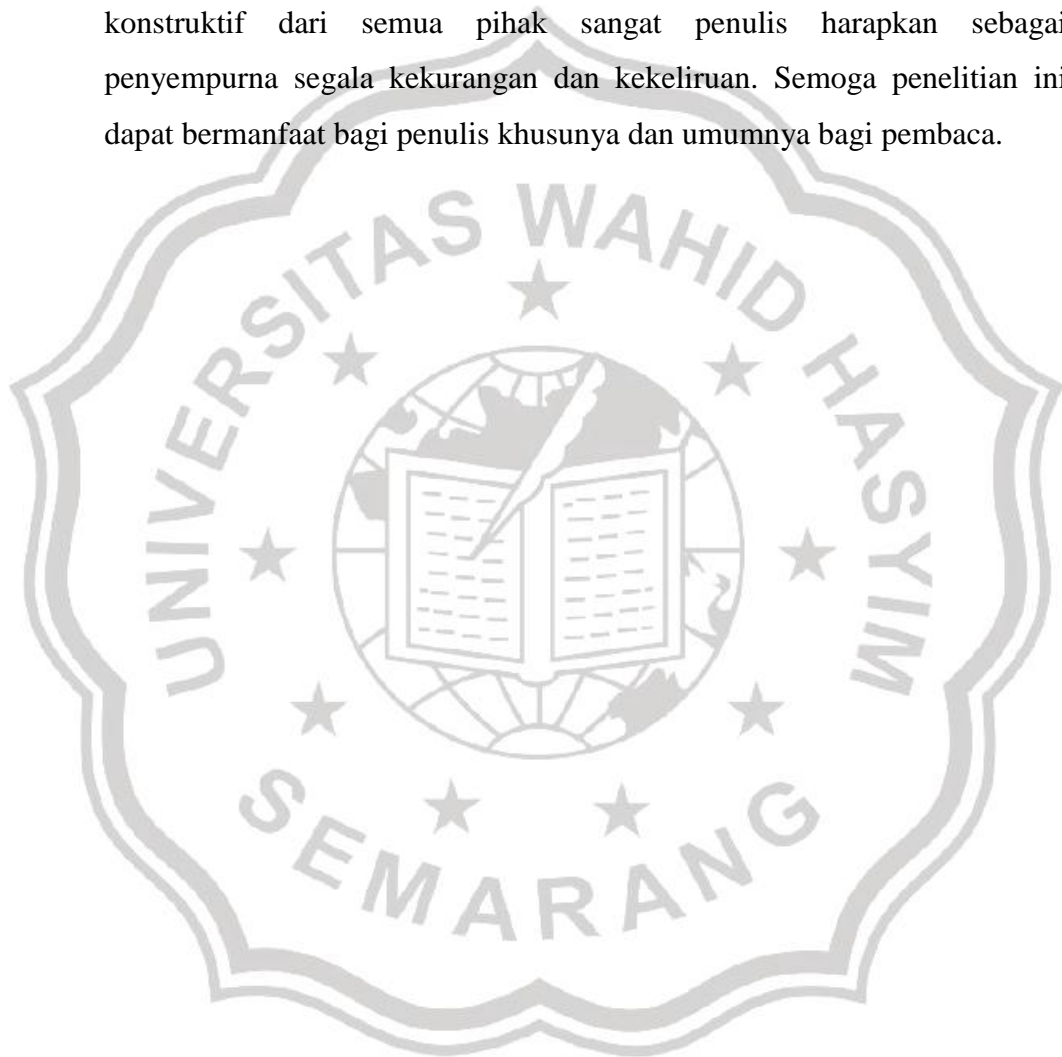 konstruktif dari semua pihak sangat penulis harapkan sebagai
penyempurna segala kekurangan dan kekeliruan. Semoga penelitian ini
dapat bermanfaat bagi penulis khusunya dan umumnya bagi pembaca.
UNIVERSITAS WAHID HASYIM
SEMARANG